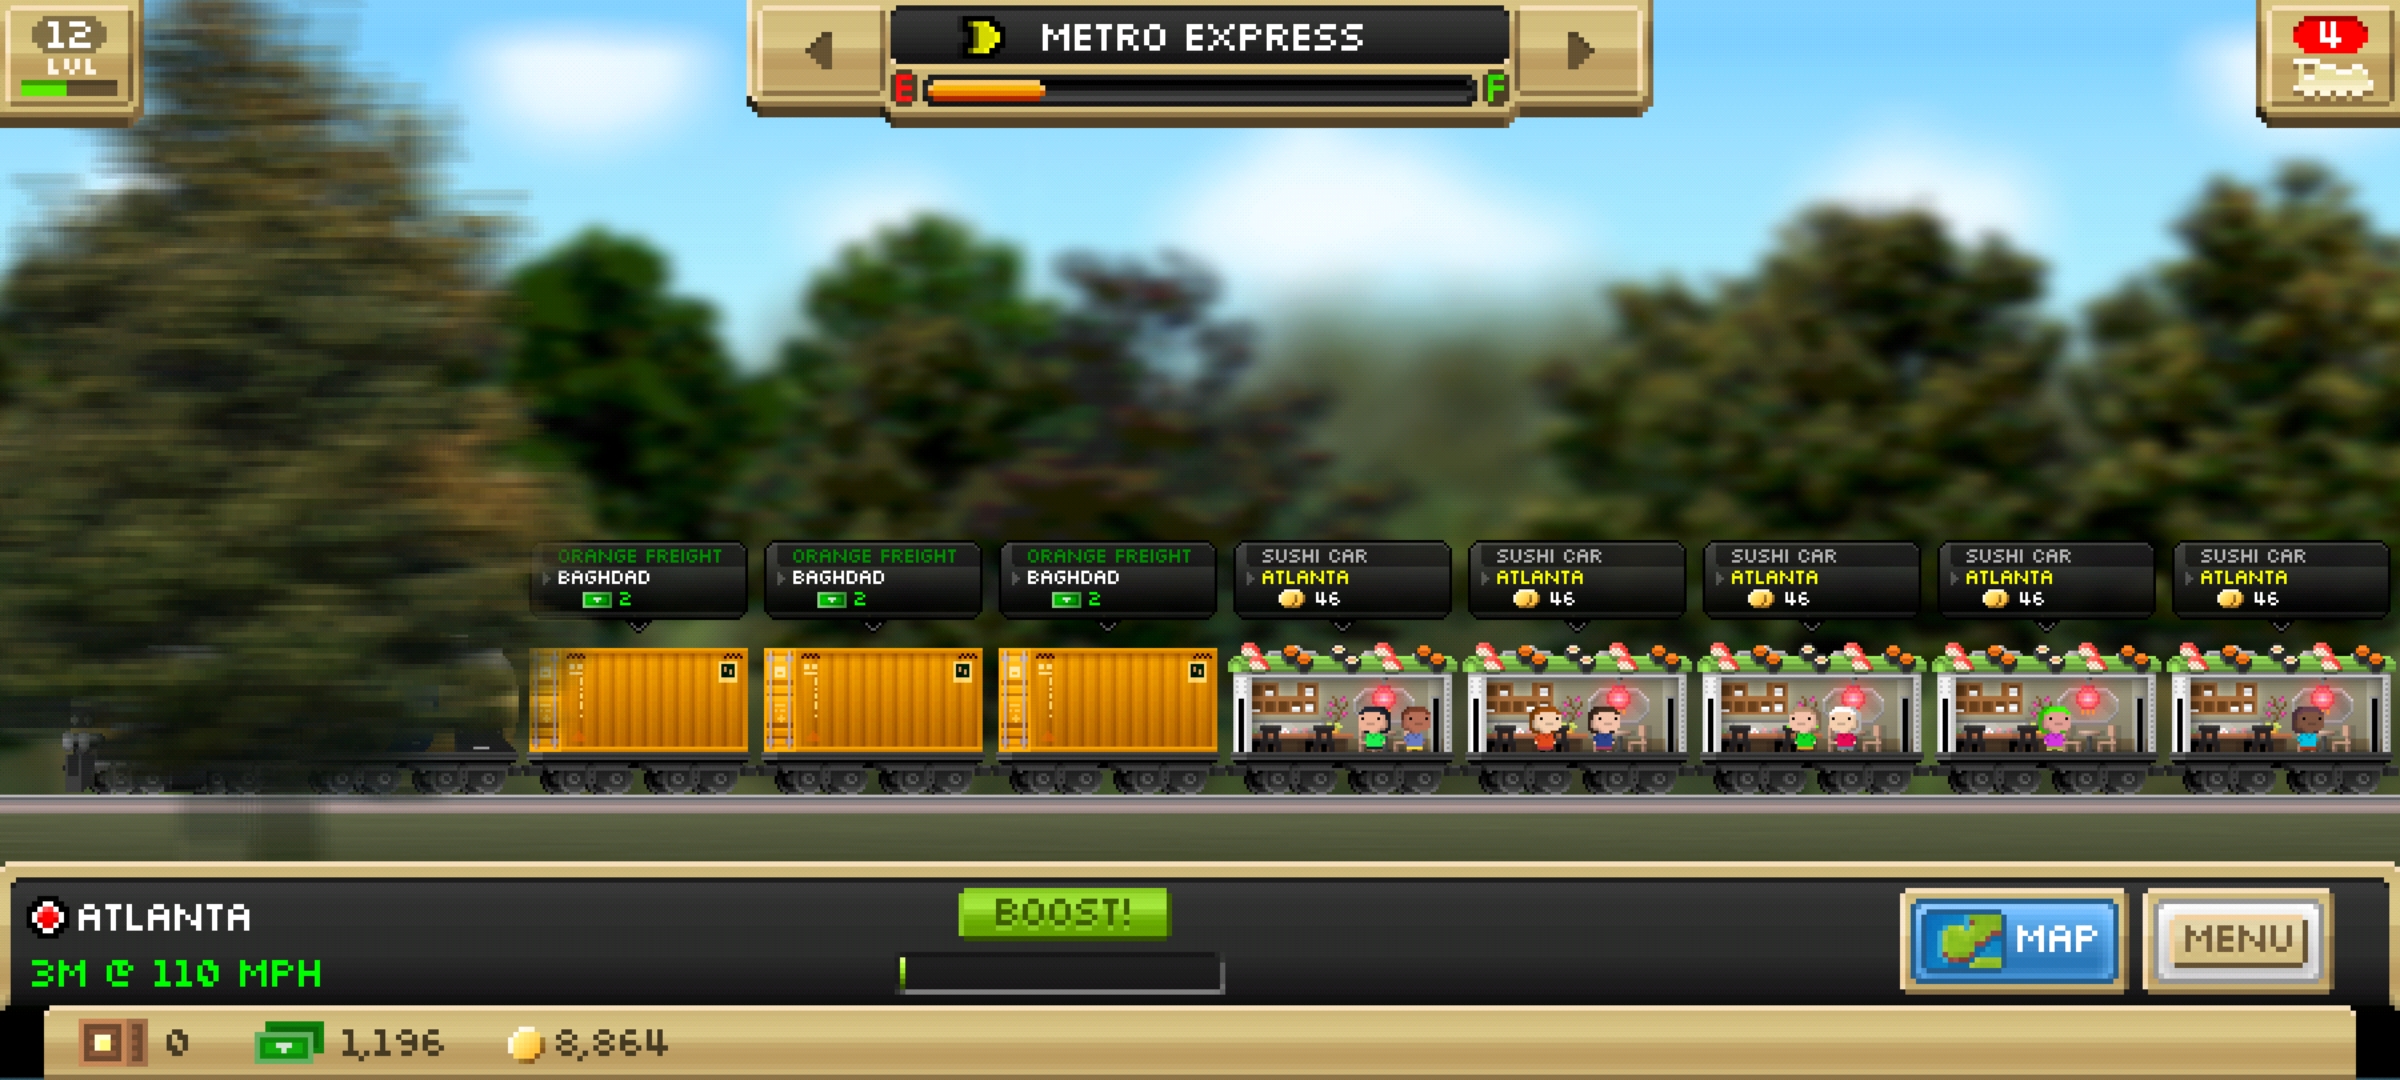 12
LVL
METRO EXPRESS
E F
4
ORANGE FREIGHT
BAGHDAD
2
ORANGE FREIGHT
BAGHDAD
2
ORANGE FREIGHT
BAGHDAD
2
SUSHI CAR
ATLANTA
46
SUSHI CAR
ATLANTA
46
SUSHI CAR
ATLANTA
46
SUSHI CAR
ATLANTA
46
SUSHI CAR
ATLANTA
46
ATLANTA
3M @ 110 MPH
BOOST!
MAP
MENU
0
1,196
8,864